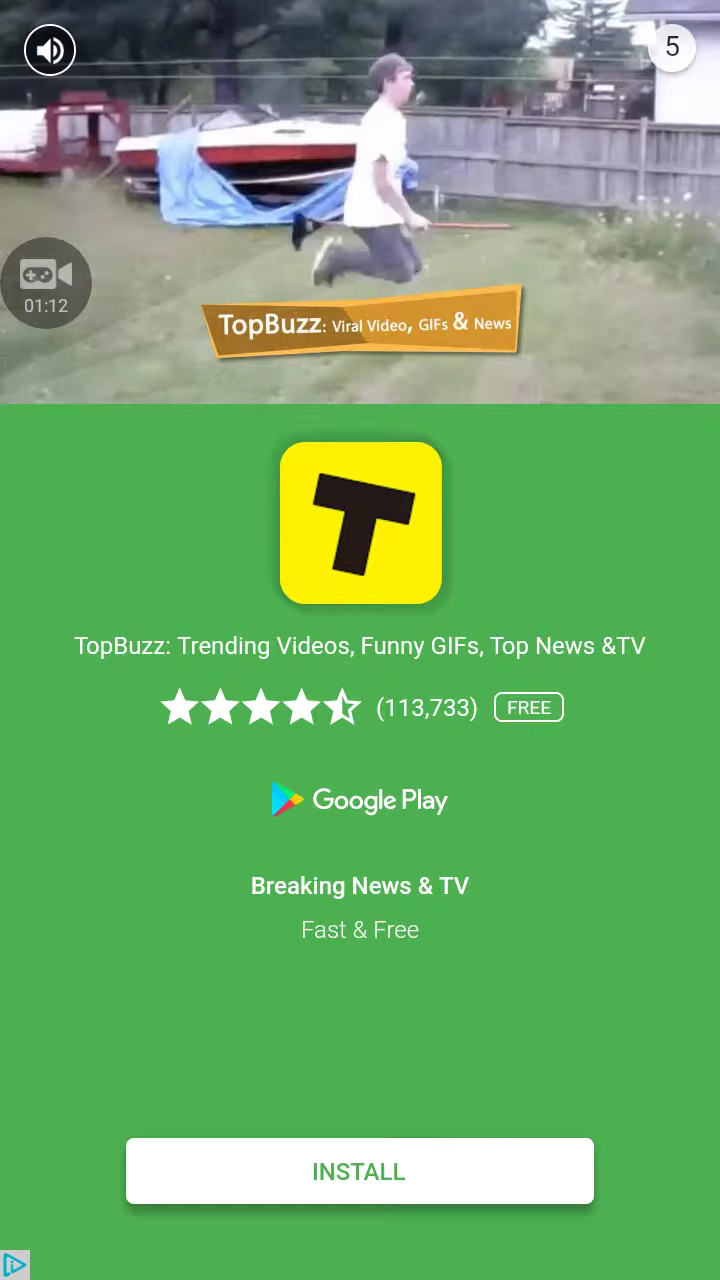 5
01:12
TopBuzz: Viral Video, GIFs & News
T
TopBuzz: Trending Videos, Funny GIFs, Top News &TV
(113,733) FREE
Google Play
Breaking News & TV
Fast & Free
INSTALL